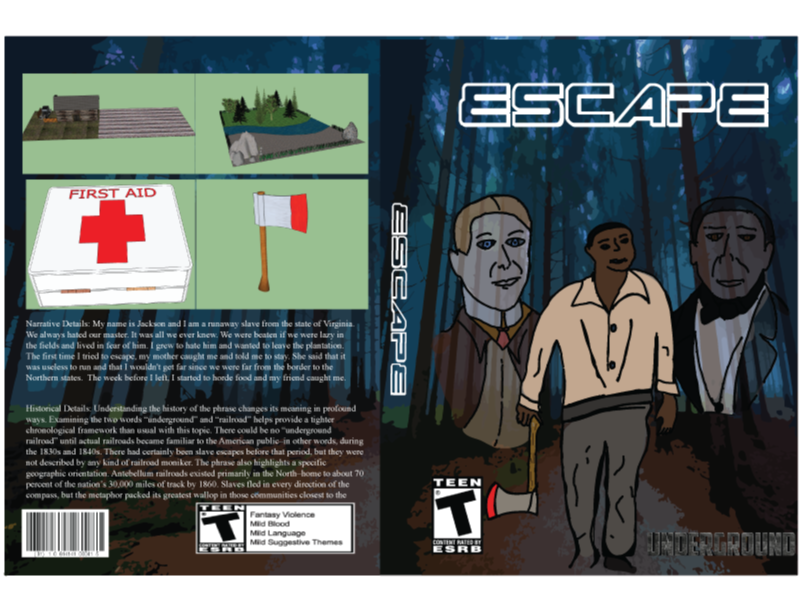 ESCAPE
FIRST AID
ESCAPE
Narrative Details: My name is Jackson and I am a runaway slave from the state of Virginia.
We always hated our master. It was all we ever knew. We were beaten if we were lazy in
the fields and lived in fear of him. I grew to hate him and wanted to leave the plantation.
The first time I tried to escape, my mother caught me and told me to stay. She said that it
was useless to run and that I wouldn't get far since we were far from the border to the
Northern states. The week before I left, I started to horde food and my friend caught me.
Historical Details: Understanding the history of the phrase changes its meaning in profound
ways. Examining the two words “underground” and “railroad” helps provide a tighter
chronological framework than usual with this topic. There could be no “underground
railroad” until actual railroads became familiar to the American public–in other words, during
the 1830s and 1840s. There had certainly been slave escapes before that period, but they were
not described by any kind of railroad moniker. The phrase also highlights a specific
geographic orientation. Antebellum railroads existed primarily in the North–home to about 70
percent of the nation’s 30,000 miles of track by 1860. Slaves fled in every direction of the
compass, but the metaphor packed its greatest wallop in those communities closest to the
TEEN
T
CONTENT RATED BY
ESRB
Fantasy Violence
Mild Blood
Mild Language
Mild Suggestive Themes
TEEN
T
CONTENT RATED BY
ESRB
UNDERGROUND